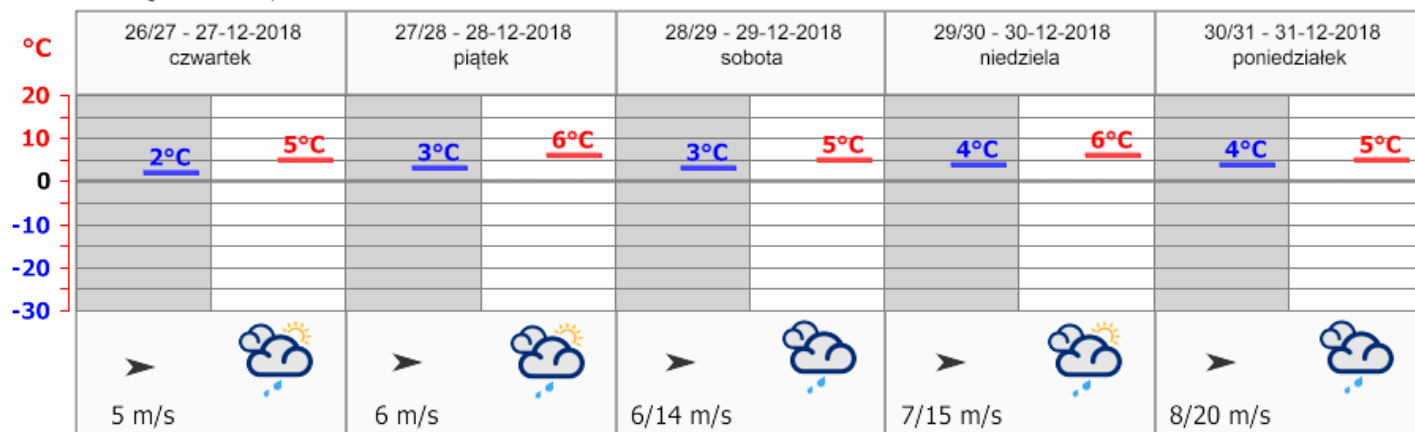 °C
26/27 - 27-12-2018
czwartek
27/28 - 28-12-2018
piątek
28/29 - 29-12-2018
sobota
29/30 - 30-12-2018
niedziela
30/31 - 31-12-2018
poniedziałek
20
10
0
-10
-20
-30
2°C
5°C
3°C
6°C
3°C
5°C
4°C
6°C
4°C
5°C
5 m/s
6 m/s
6/14 m/s
7/15 m/s
8/20 m/s